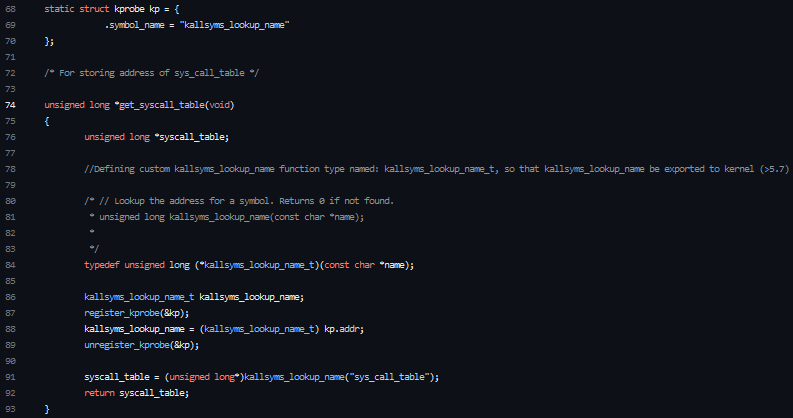 68 static struct kprobe kp = {
69 .symbol_name = "kallsyms_lookup_name"
70 };
71
72 /* For storing address of sys_call_table */
73
74 unsigned long *get_syscall_table(void)
75 {
76 unsigned long *syscall_table;
77
78 //Defining custom kallsyms_lookup_name function type named: kallsyms_lookup_name_t, so that kallsyms_lookup_name be exported to kernel (>5.7)
79
80 /* // Lookup the address for a symbol. Returns 0 if not found.
81 * unsigned long kallsyms_lookup_name(const char *name);
82 *
83 */
84 typedef unsigned long (*kallsyms_lookup_name_t)(const char *name);
85
86 kallsyms_lookup_name_t kallsyms_lookup_name;
87 register_kprobe(&kp);
88 kallsyms_lookup_name = (kallsyms_lookup_name_t) kp.addr;
89 unregister_kprobe(&kp);
90
91 syscall_table = (unsigned long*)kallsyms_lookup_name("sys_call_table");
92 return syscall_table;
93 }